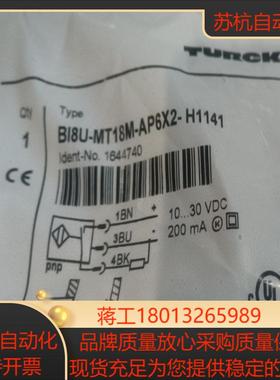 苏杭自动
TURCK
Qty
1
Type
BI8U-MT18M-AP6X2-H1141
Ident-No. 1644740
1BN +
3BU -
4BK
pnp
10...30 VDC
200 mA
蒋工18013265989
自动化 品牌质量放心采购质量保
开票 现货充足为您提供稳定的